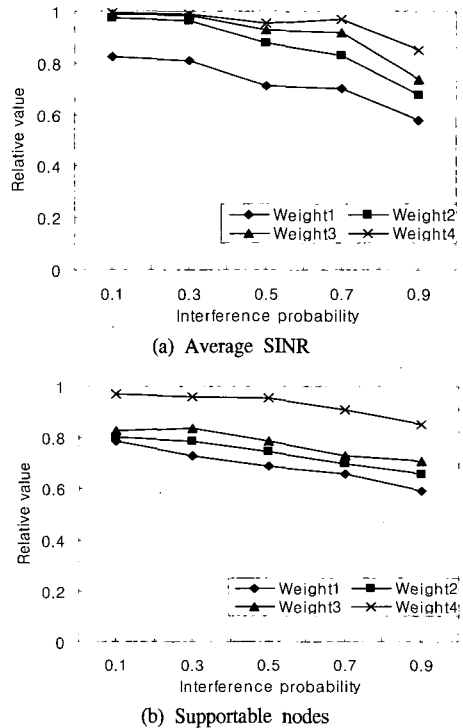 1
0.8
0.6
0.4
0.2
0
Relative value
Weight1 Weight2
Weight3 Weight4
0.1 0.3 0.5 0.7 0.9
Interference probability
(a) Average SINR
1
0.8
0.6
0.4
0.2
0
Relative value
Weight1 Weight2
Weight3 Weight4
0.1 0.3 0.5 0.7 0.9
Interference probability
(b) Supportable nodes